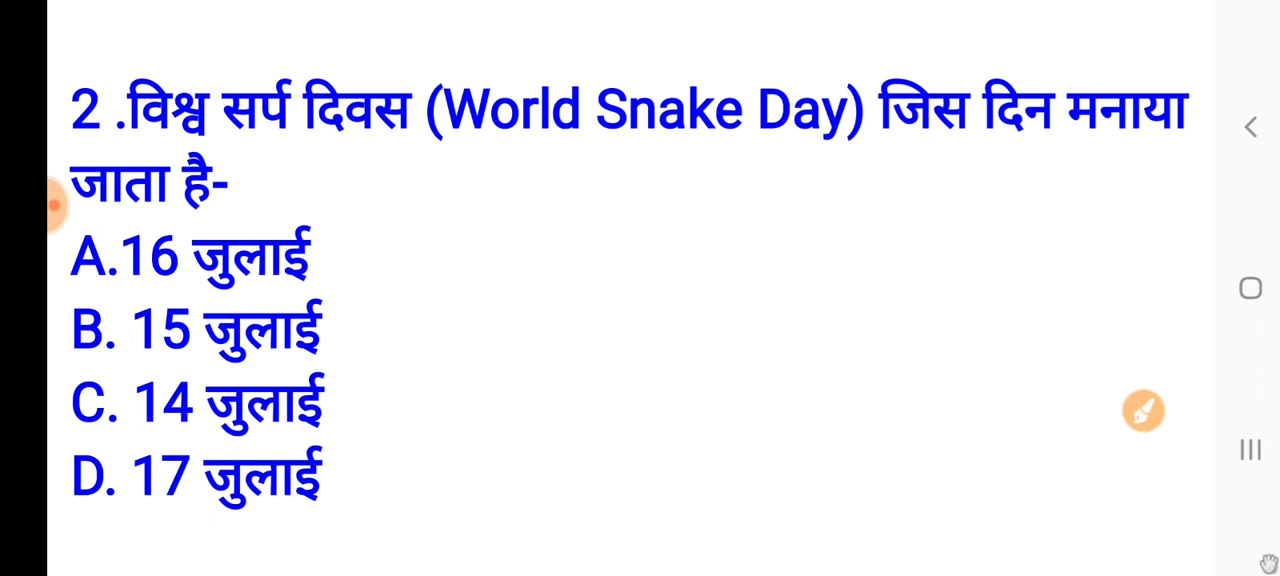 2 .विश्व सर्प दिवस (World Snake Day) जिस दिन मनाया
जाता है-
A.16 जुलाई
B. 15 जुलाई
C. 14 जुलाई
D. 17 जुलाई